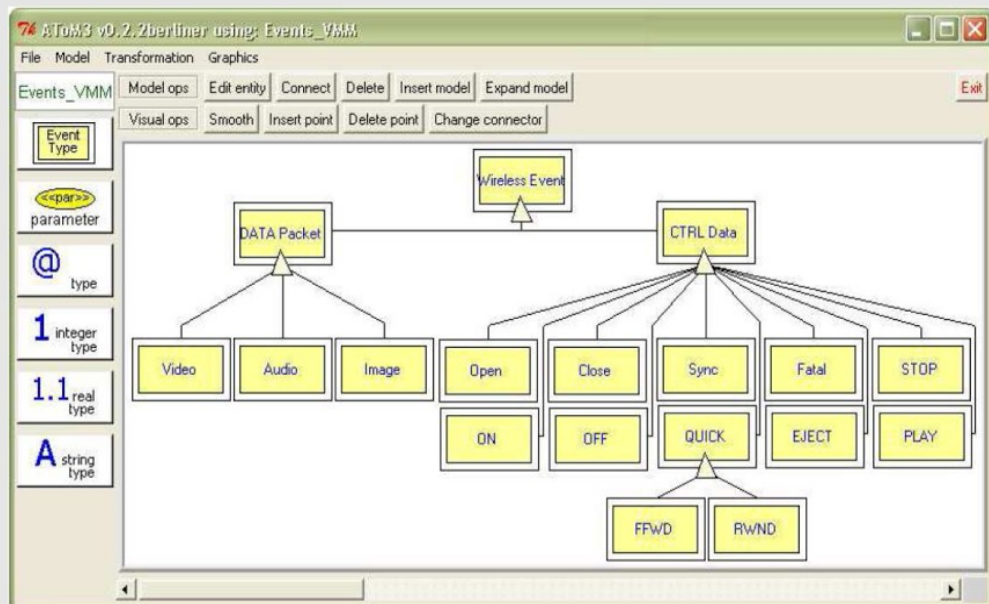 AToM3 v0.2.2berliner using: Events_VMM
File Model Transformation Graphics
Events_VMM
Model ops Edit entity Connect Delete Insert model Expand model Exit
Visual ops Smooth Insert point Delete point Change connector
Event
Type
<<par>>
parameter
@ type
1 integer
type
1.1 real
type
A string
type
Wireless Event
DATA Packet CTRL Data
Video Audio Image Open Close Sync Fatal STOP
ON OFF QUICK EJECT PLAY
FFWD RWND